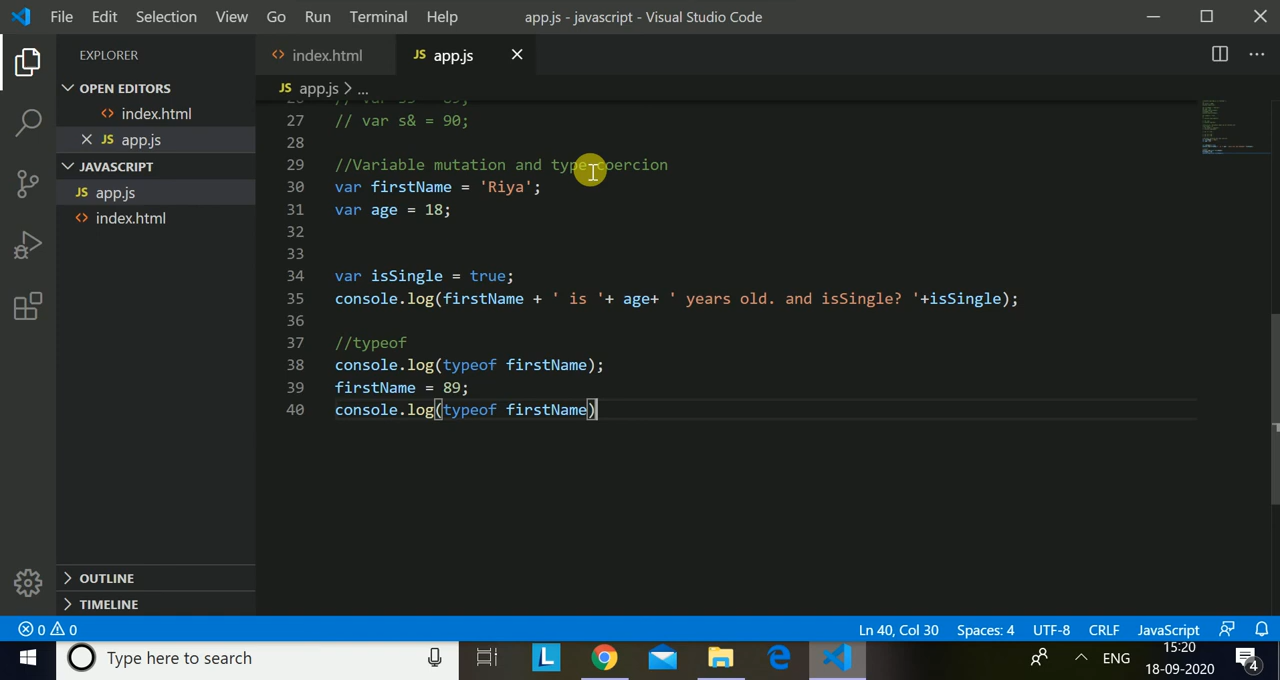 File Edit Selection View Go Run Terminal Help app.js - javascript - Visual Studio Code
EXPLORER
OPEN EDITORS
index.html
JS app.js
JAVASCRIPT
JS app.js
index.html
OUTLINE
TIMELINE
index.html JS app.js
JS app.js > ...
27 // var s& = 90;
28
29 //Variable mutation and type coercion
30 var firstName = 'Riya';
31 var age = 18;
32
33
34 var isSingle = true;
35 console.log(firstName + ' is '+ age+ ' years old. and isSingle? '+isSingle);
36
37 //typeof
38 console.log(typeof firstName);
39 firstName = 89;
40 console.log(typeof firstName)
0 0 Ln 40, Col 30 Spaces: 4 UTF-8 CRLF JavaScript
Type here to search L ENG 15:20
18-09-2020 4